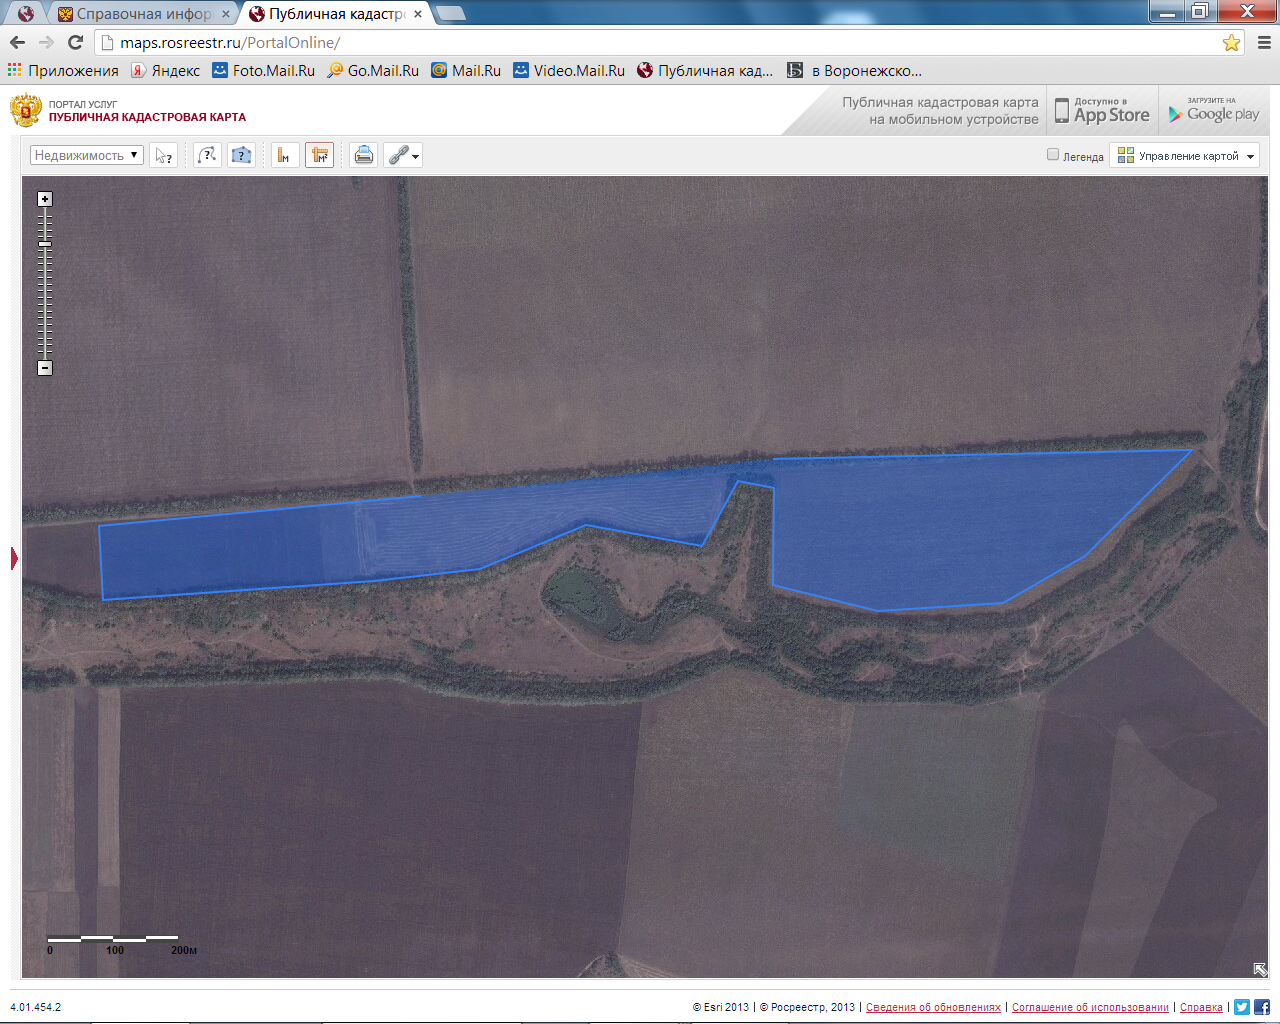 Справочная инфор
Публичная кадастро
maps.rosreestr.ru/PortalOnline/
Приложения
Яндекс
Foto.Mail.Ru
Go.Mail.Ru
Mail.Ru
Video.Mail.Ru
Публичная кад...
в Воронежско...
ПОРТАЛ УСЛУГ
ПУБЛИЧНАЯ КАДАСТРОВАЯ КАРТА
Публичная кадастровая карта
на мобильном устройстве
Доступно в
App Store
ЗАГРУЗИТЕ НА
Google play
Недвижимость
Легенда
Управление картой
0 100 200м
4.01.454.2
© Esri 2013 | © Росреестр, 2013 | Сведения об обновлениях | Соглашение об использовании | Справка |